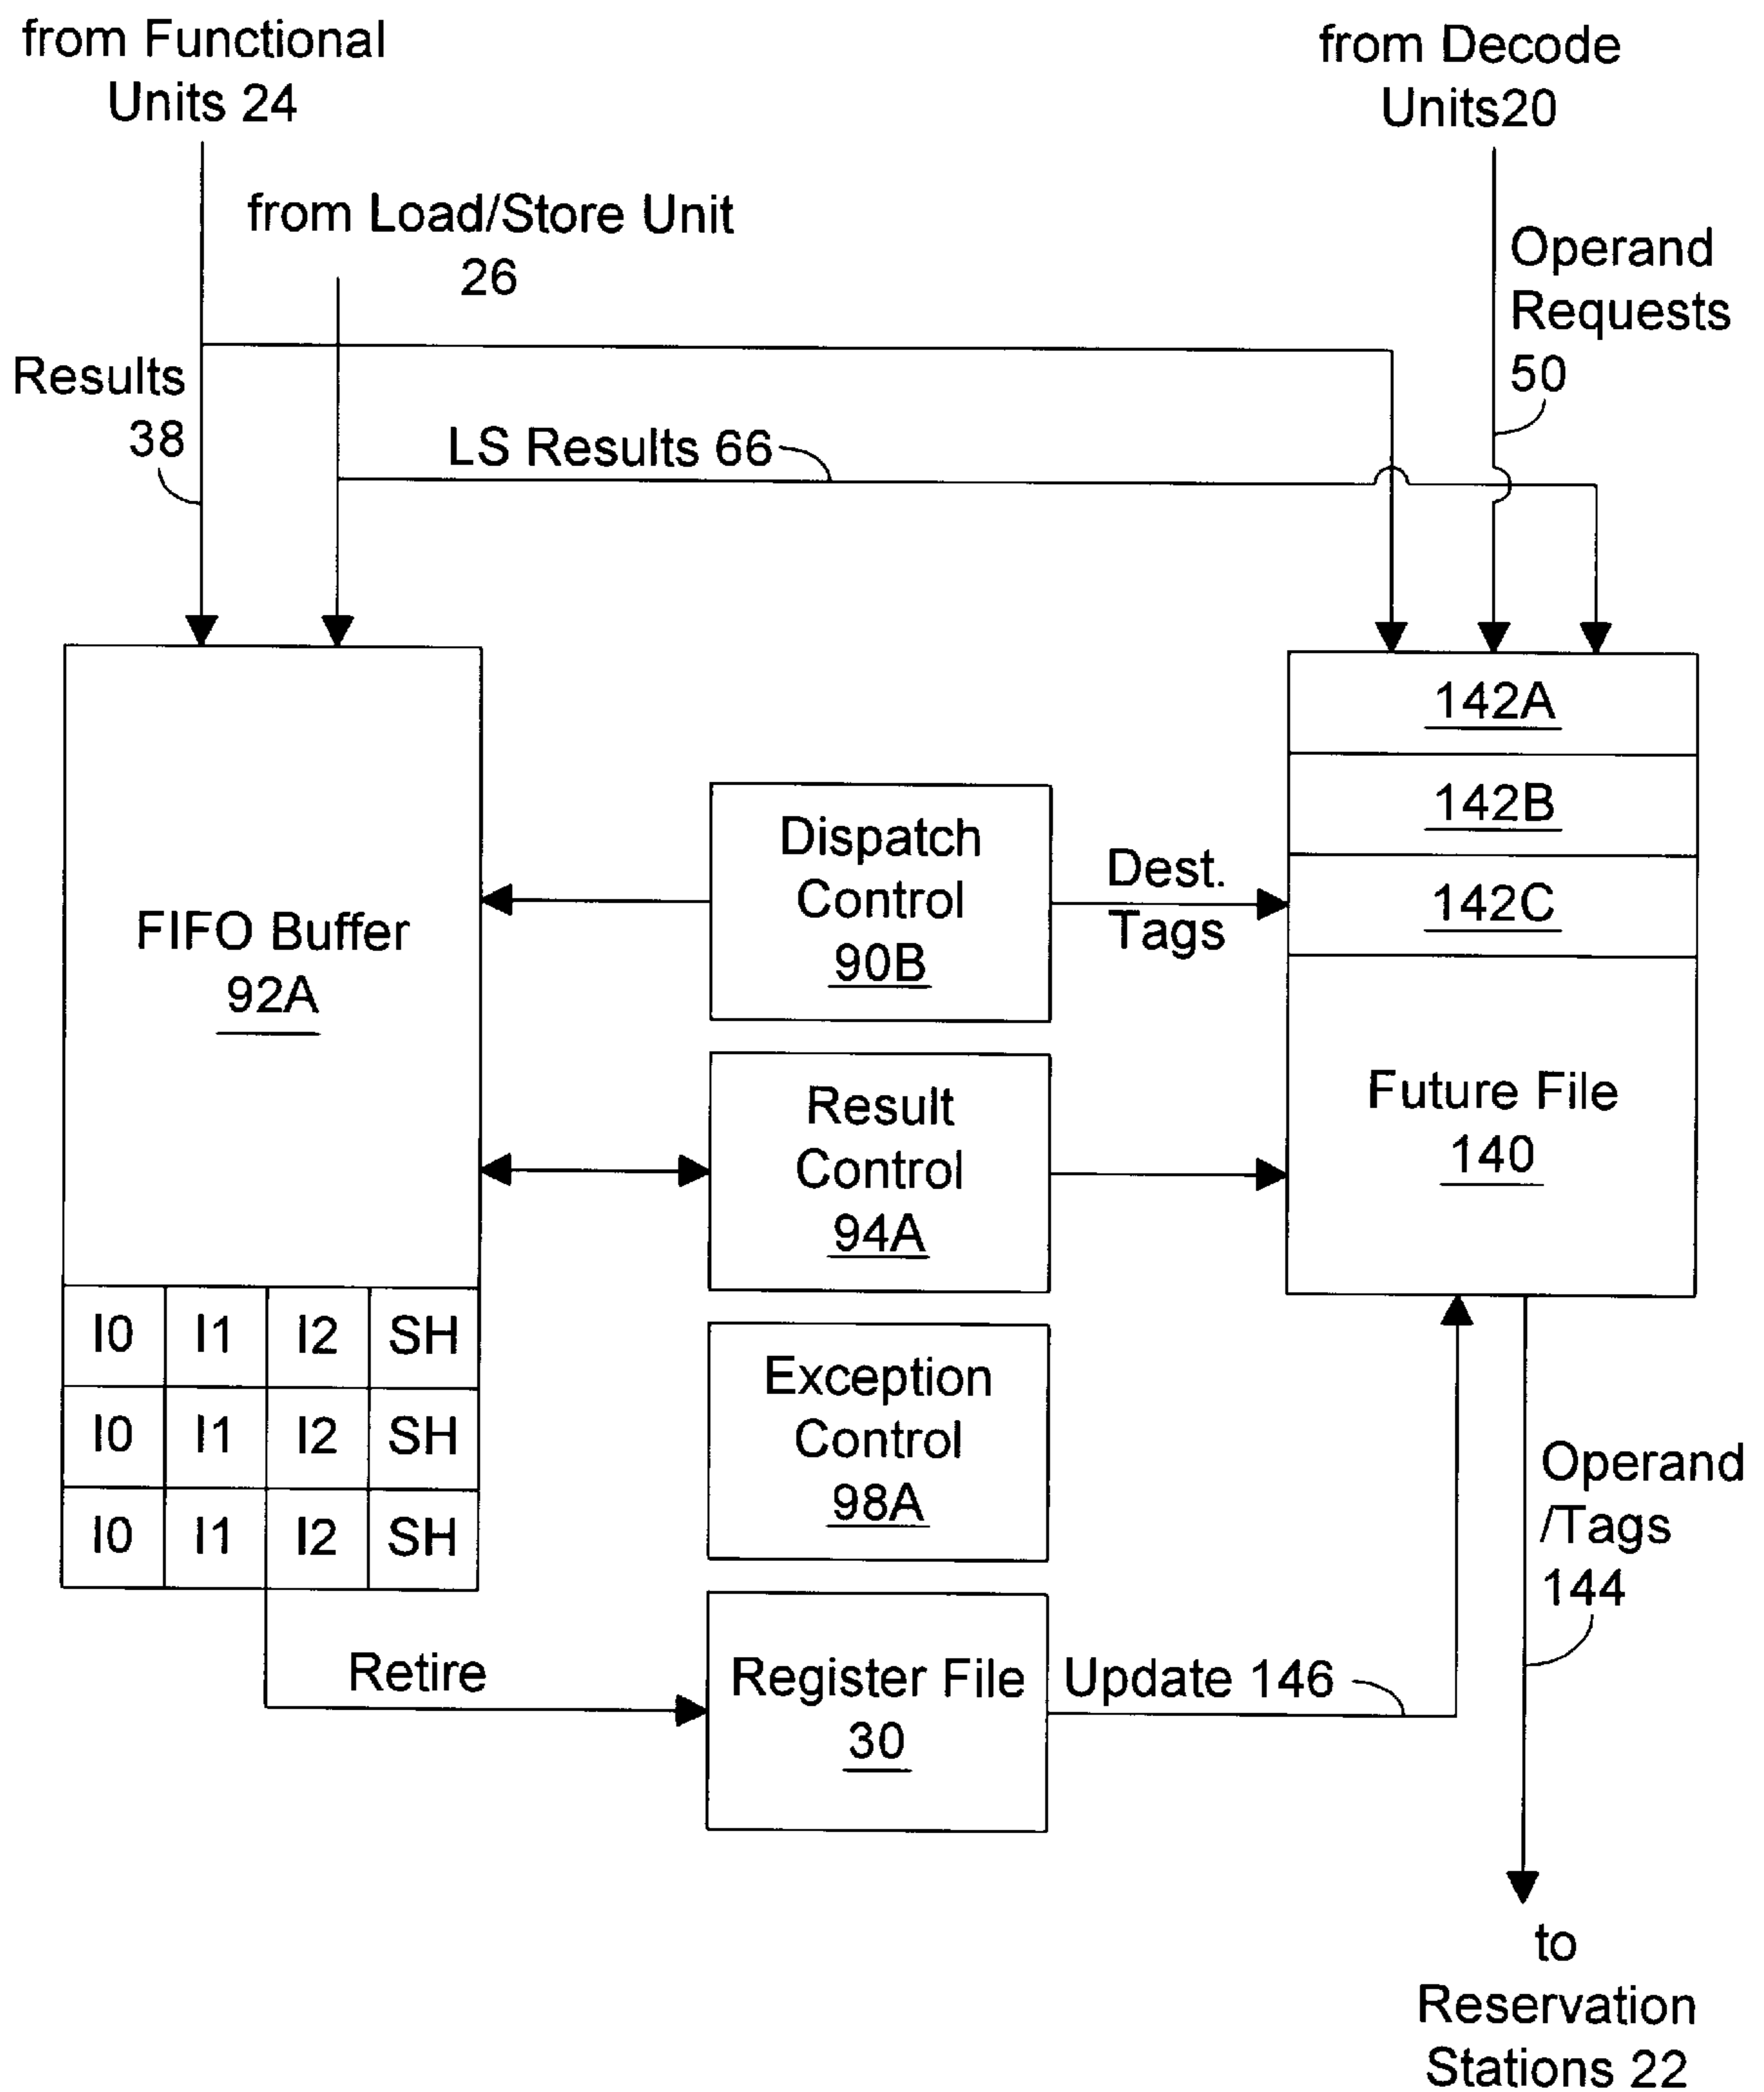 from Functional
Units 24
from Decode
Units20
from Load/Store Unit
26
Operand
Requests
50
Results
38
LS Results 66
142A
142B
142C
Dispatch
Control
90B
Dest.
Tags
FIFO Buffer
92A
Future File
140
Result
Control
94A
I0 I1 I2 SH
I0 I1 I2 SH
I0 I1 I2 SH
Exception
Control
98A
Operand
/Tags
144
Retire
Register File
30
Update 146
to
Reservation
Stations 22